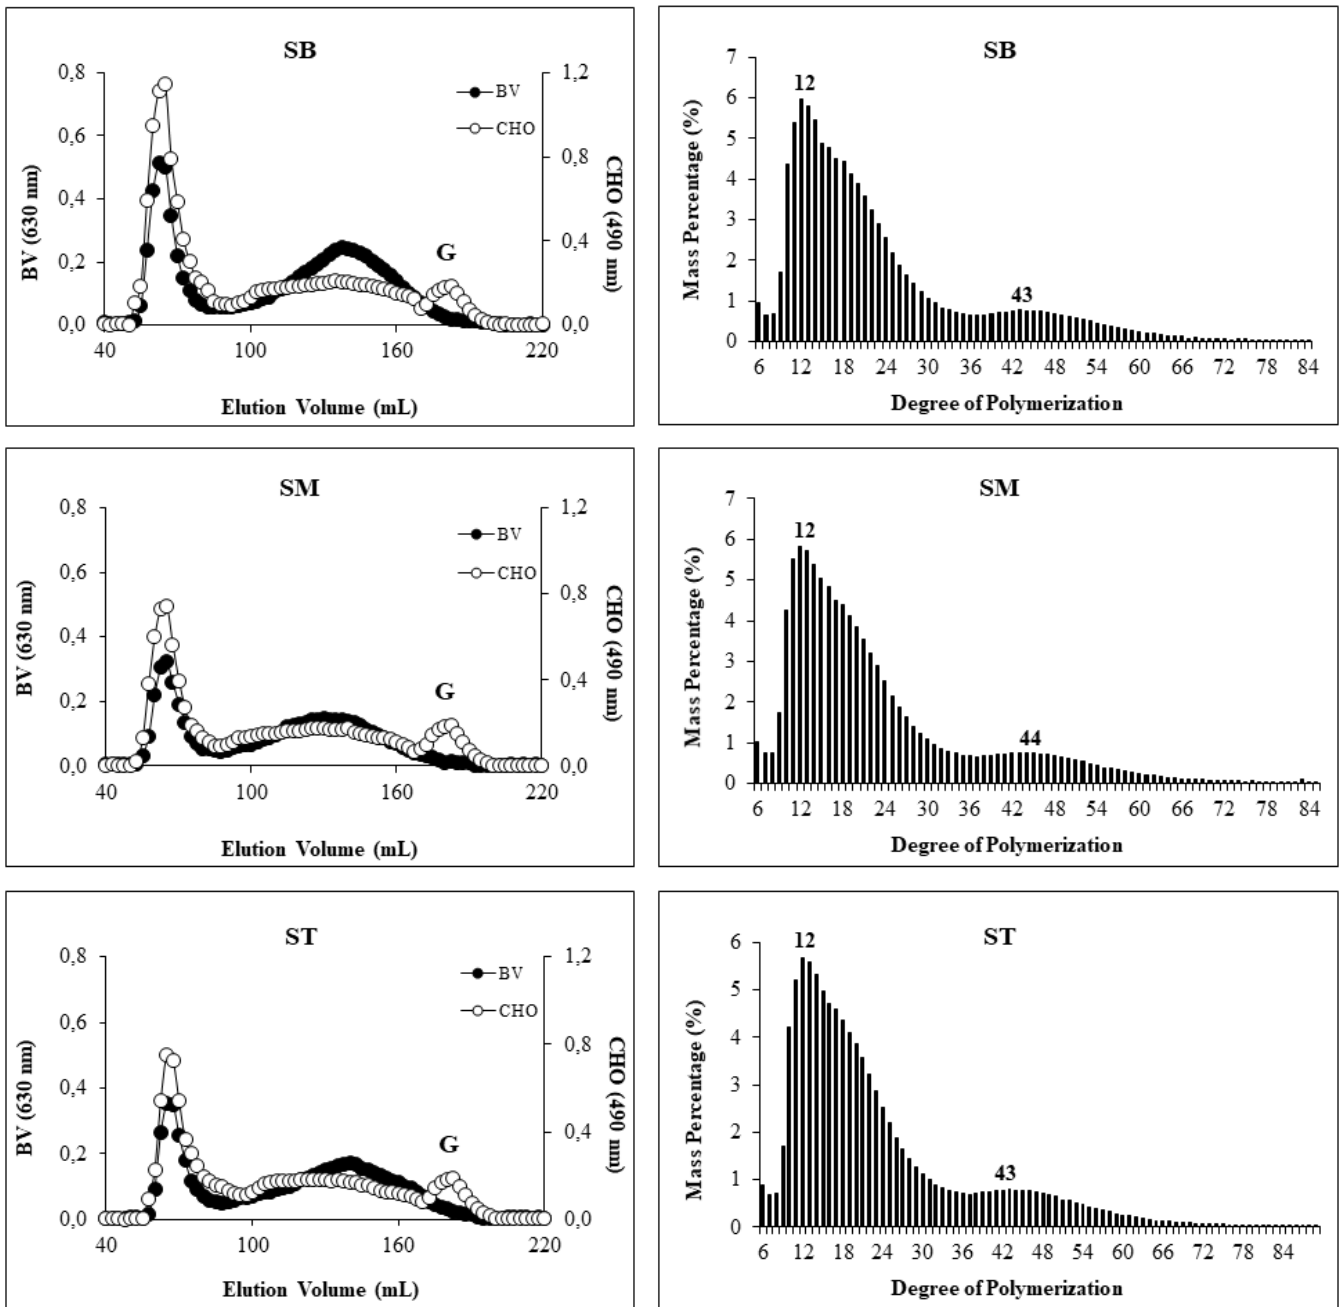 SB
0,8
0,6
0,4
0,2
0,0
1,2
0,8
0,4
0,0
BV
CHO
G
40 100 160 220
BV (630 nm)
CHO (490 nm)
Elution Volume (mL)
SB
7
6
5
4
3
2
1
0
12
43
6 12 18 24 30 36 42 48 54 60 66 72 78 84
Mass Percentage (%)
Degree of Polymerization
SM
0,8
0,6
0,4
0,2
0,0
1,2
0,8
0,4
0,0
BV
CHO
G
40 100 160 220
BV (630 nm)
CHO (490 nm)
Elution Volume (mL)
SM
7
6
5
4
3
2
1
0
12
44
6 12 18 24 30 36 42 48 54 60 66 72 78 84
Mass Percentage (%)
Degree of Polymerization
ST
0,8
0,6
0,4
0,2
0,0
1,2
0,8
0,4
0,0
BV
CHO
G
40 100 160 220
BV (630 nm)
CHO (490 nm)
Elution Volume (mL)
ST
6
5
4
3
2
1
0
12
43
6 12 18 24 30 36 42 48 54 60 66 72 78 84
Mass Percentage (%)
Degree of Polymerization